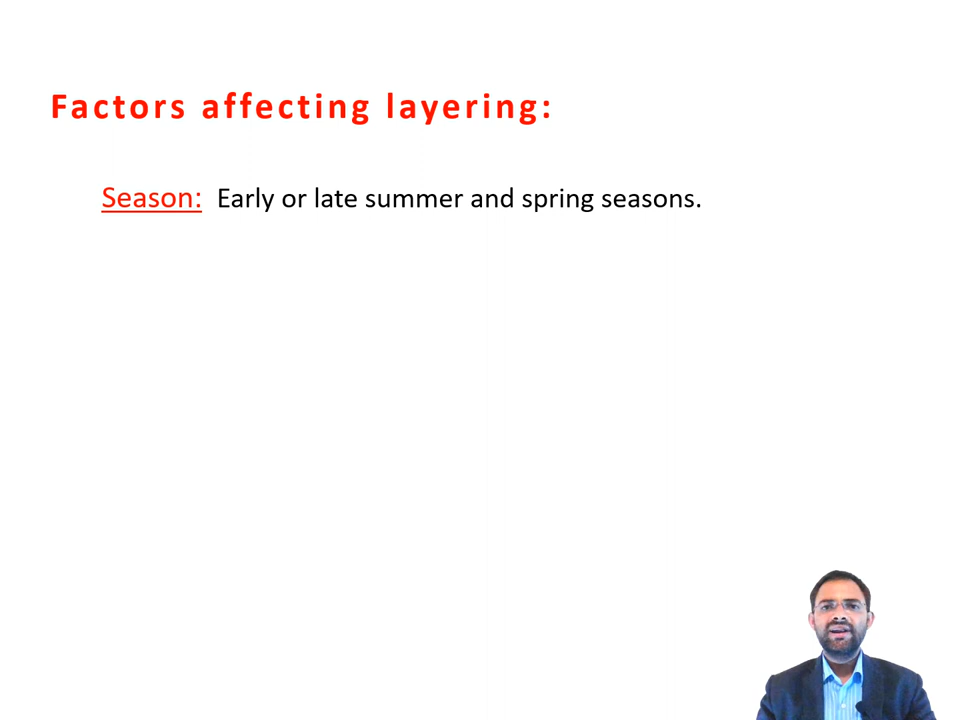 Factors affecting layering:
Season: Early or late summer and spring seasons.